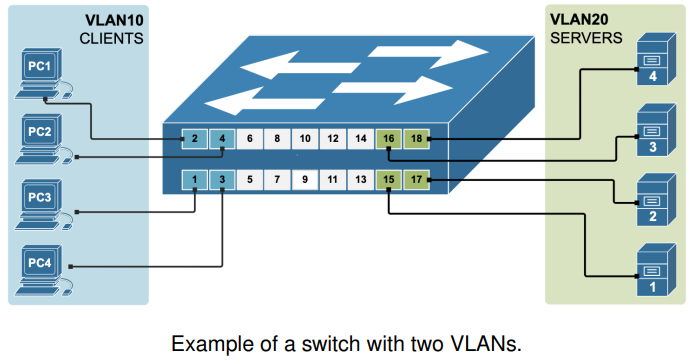 VLAN10
CLIENTS
VLAN20
SERVERS
PC1
PC2
PC3
PC4
2 4 6 8 10 12 14 16 18
1 3 5 7 9 11 13 15 17
4
3
2
1
Example of a switch with two VLANs.